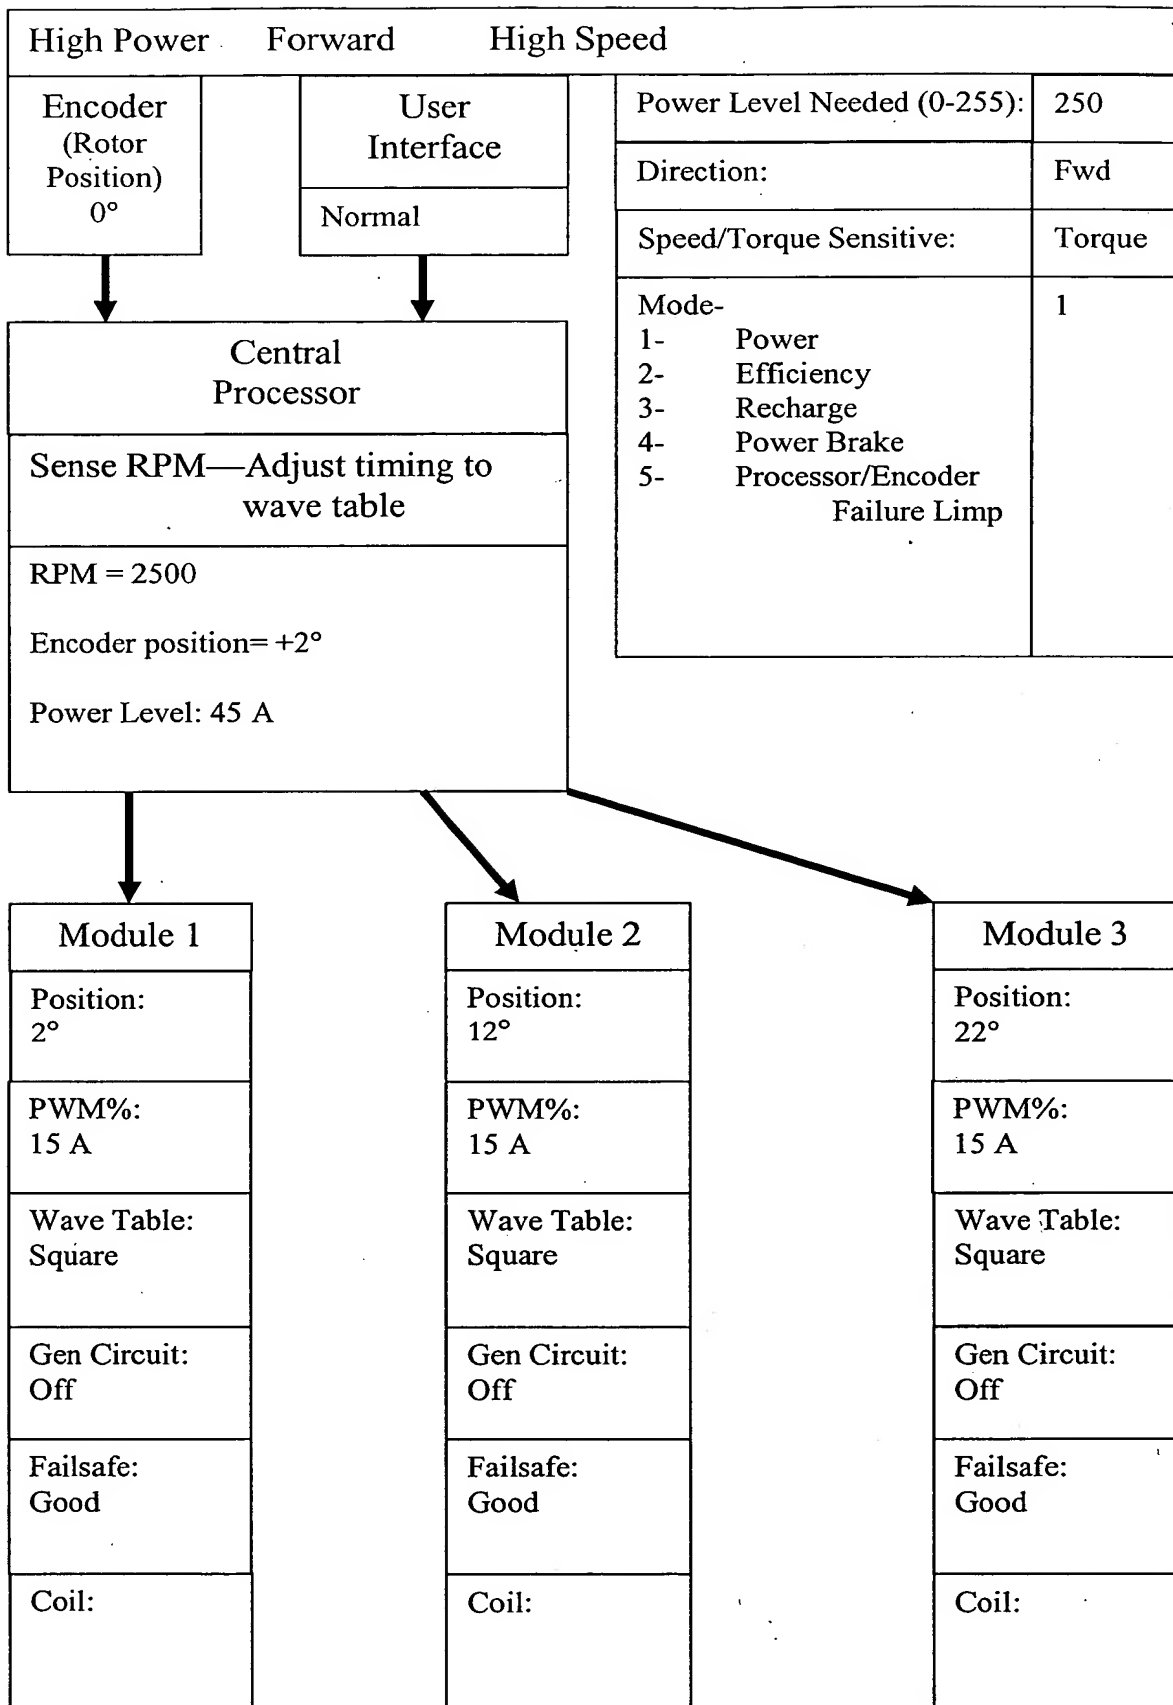 High Power Forward High Speed
Encoder
(Rotor
Position)
0°
User
Interface
Normal
Power Level Needed (0-255): 250
Direction: Fwd
Speed/Torque Sensitive: Torque
Mode- 1
1- Power
2- Efficiency
3- Recharge
4- Power Brake
5- Processor/Encoder
Failure Limp
Central
Processor
Sense RPM—Adjust timing to
wave table
RPM = 2500
Encoder position= +2°
Power Level: 45 A
Module 1
Position:
2°
PWM%:
15 A
Wave Table:
Square
Gen Circuit:
Off
Failsafe:
Good
Coil:
Module 2
Position:
12°
PWM%:
15 A
Wave Table:
Square
Gen Circuit:
Off
Failsafe:
Good
Coil:
Module 3
Position:
22°
PWM%:
15 A
Wave Table:
Square
Gen Circuit:
Off
Failsafe:
Good
Coil: